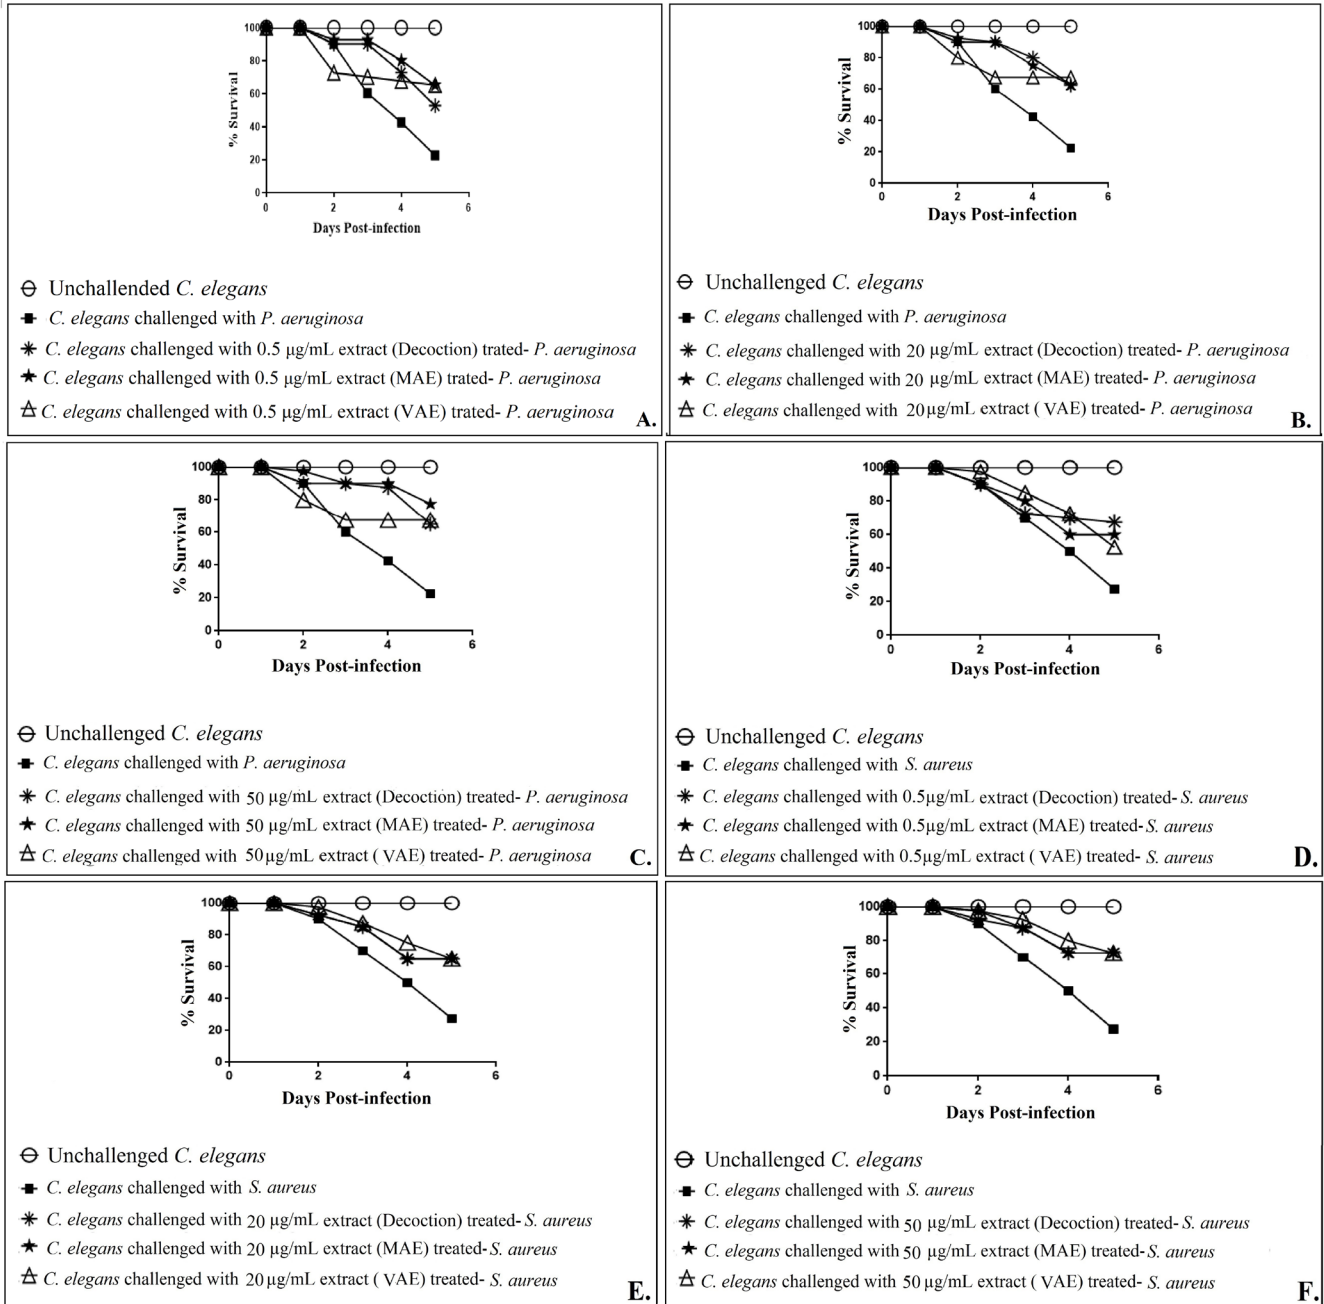 100
80
60
40
20
0
% Survival
0 2 4 6
Days Post-infection
Unchallended C. elegans
C. elegans challenged with P. aeruginosa
C. elegans challenged with 0.5 µg/mL extract (Decoction) trated- P. aeruginosa
C. elegans challenged with 0.5 µg/mL extract (MAE) trated- P. aeruginosa
C. elegans challenged with 0.5 µg/mL extract (VAE) trated- P. aeruginosa
A.
100
80
60
40
20
0
% Survival
0 2 4 6
Days Post-infection
Unchallenged C. elegans
C. elegans challenged with P. aeruginosa
C. elegans challenged with 20 µg/mL extract (Decoction) treated- P. aeruginosa
C. elegans challenged with 20 µg/mL extract (MAE) treated- P. aeruginosa
C. elegans challenged with 20µg/mL extract ( VAE) treated- P. aeruginosa
B.
100
80
60
40
20
0
% Survival
0 2 4 6
Days Post-infection
Unchallenged C. elegans
C. elegans challenged with P. aeruginosa
C. elegans challenged with 50 µg/mL extract (Decoction) treated- P. aeruginosa
C. elegans challenged with 50 µg/mL extract (MAE) treated- P. aeruginosa
C. elegans challenged with 50µg/mL extract ( VAE) treated- P. aeruginosa
C.
100
80
60
40
20
0
% Survival
0 2 4 6
Days Post-infection
Unchallenged C. elegans
C. elegans challenged with S. aureus
C. elegans challenged with 0.5µg/mL extract (Decoction) treated- S. aureus
C. elegans challenged with 0.5µg/mL extract (MAE) treated- S. aureus
C. elegans challenged with 0.5µg/mL extract ( VAE) treated- S. aureus
D.
100
80
60
40
20
0
% Survival
0 2 4 6
Days Post-infection
Unchallenged C. elegans
C. elegans challenged with S. aureus
C. elegans challenged with 20 µg/mL extract (Decoction) treated- S. aureus
C. elegans challenged with 20 µg/mL extract (MAE) treated- S. aureus
C. elegans challenged with 20µg/mL extract ( VAE) treated- S. aureus
E.
100
80
60
40
20
0
% Survival
0 2 4 6
Days Post-infection
Unchallenged C. elegans
C. elegans challenged with S. aureus
C. elegans challenged with 50 µg/mL extract (Decoction) treated- S. aureus
C. elegans challenged with 50 µg/mL extract (MAE) treated- S. aureus
C. elegans challenged with 50µg/mL extract ( VAE) treated- S. aureus
F.